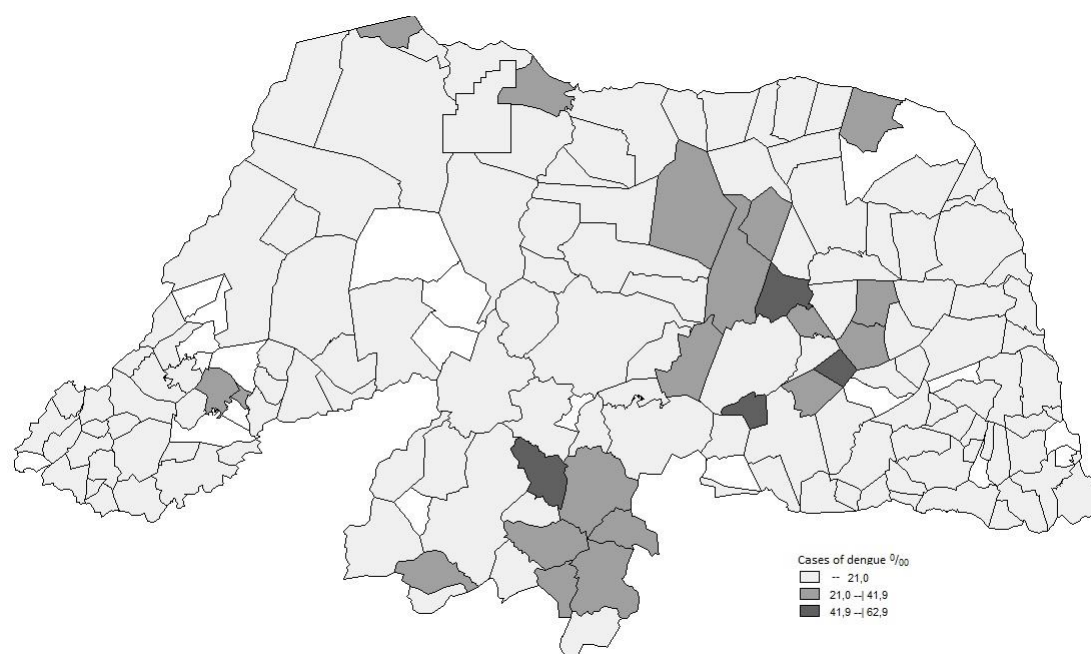 Cases of dengue 0/00
-- 21,0
21,0 --| 41,9
41,9 --| 62,9